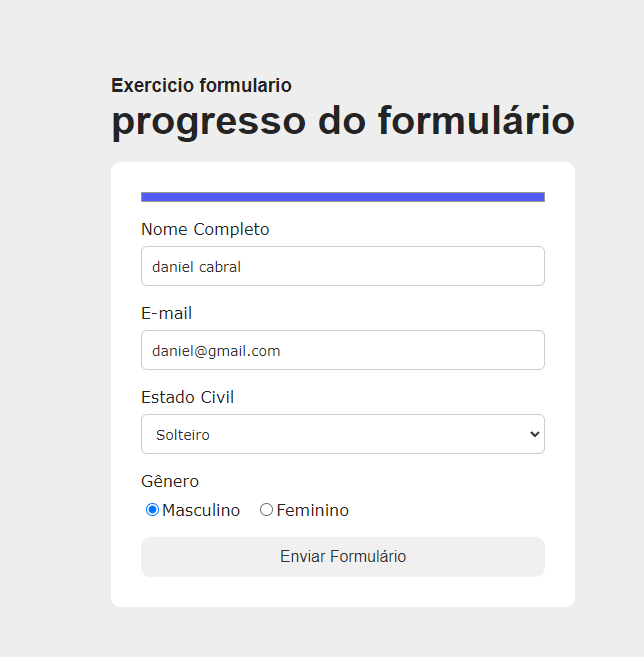 Exercicio formulario
progresso do formulário
Nome Completo
daniel cabral
E-mail
daniel@gmail.com
Estado Civil
Solteiro
Gênero
Masculino Feminino
Enviar Formulário